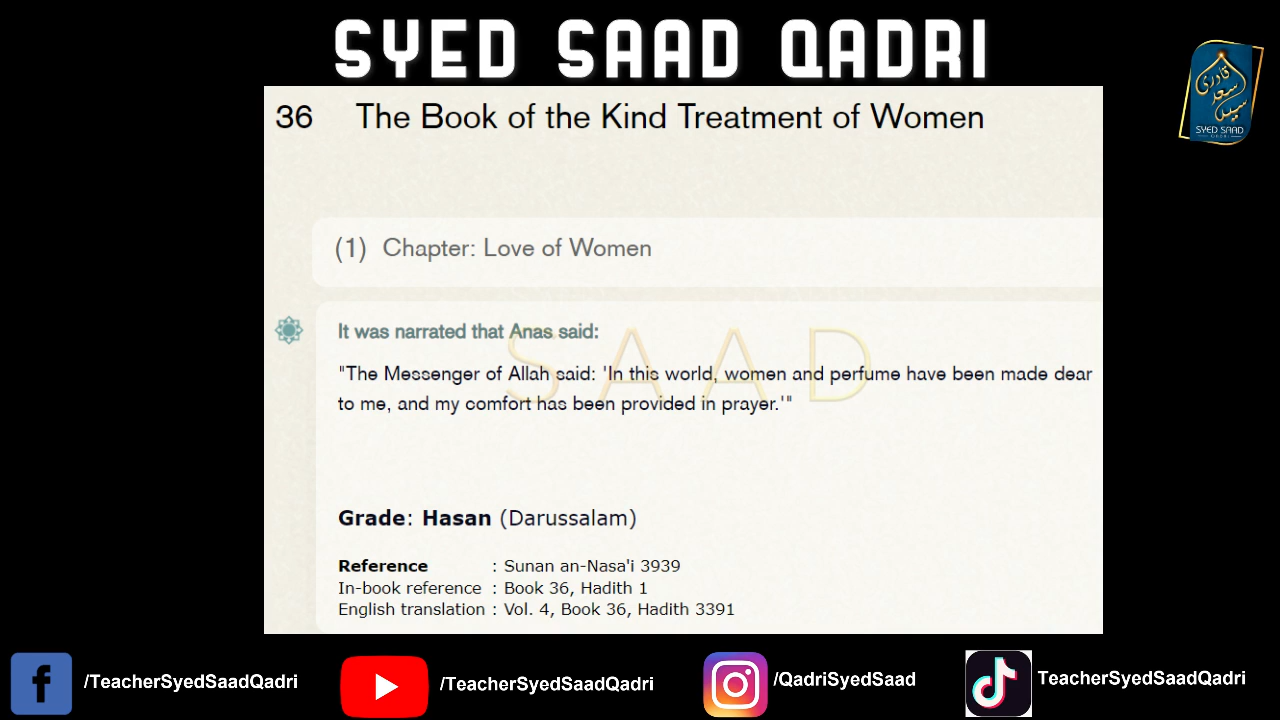 SYED SAAD QADRI
قادری
سعد
سید
SYED SAAD
QADRI
36 The Book of the Kind Treatment of Women
(1) Chapter: Love of Women
It was narrated that Anas said:
SAAD
"The Messenger of Allah said: 'In this world, women and perfume have been made dear
to me, and my comfort has been provided in prayer.'"
Grade: Hasan (Darussalam)
Reference : Sunan an-Nasa'i 3939
In-book reference : Book 36, Hadith 1
English translation : Vol. 4, Book 36, Hadith 3391
/TeacherSyedSaadQadri
/TeacherSyedSaadQadri
/QadriSyedSaad
TeacherSyedSaadQadri